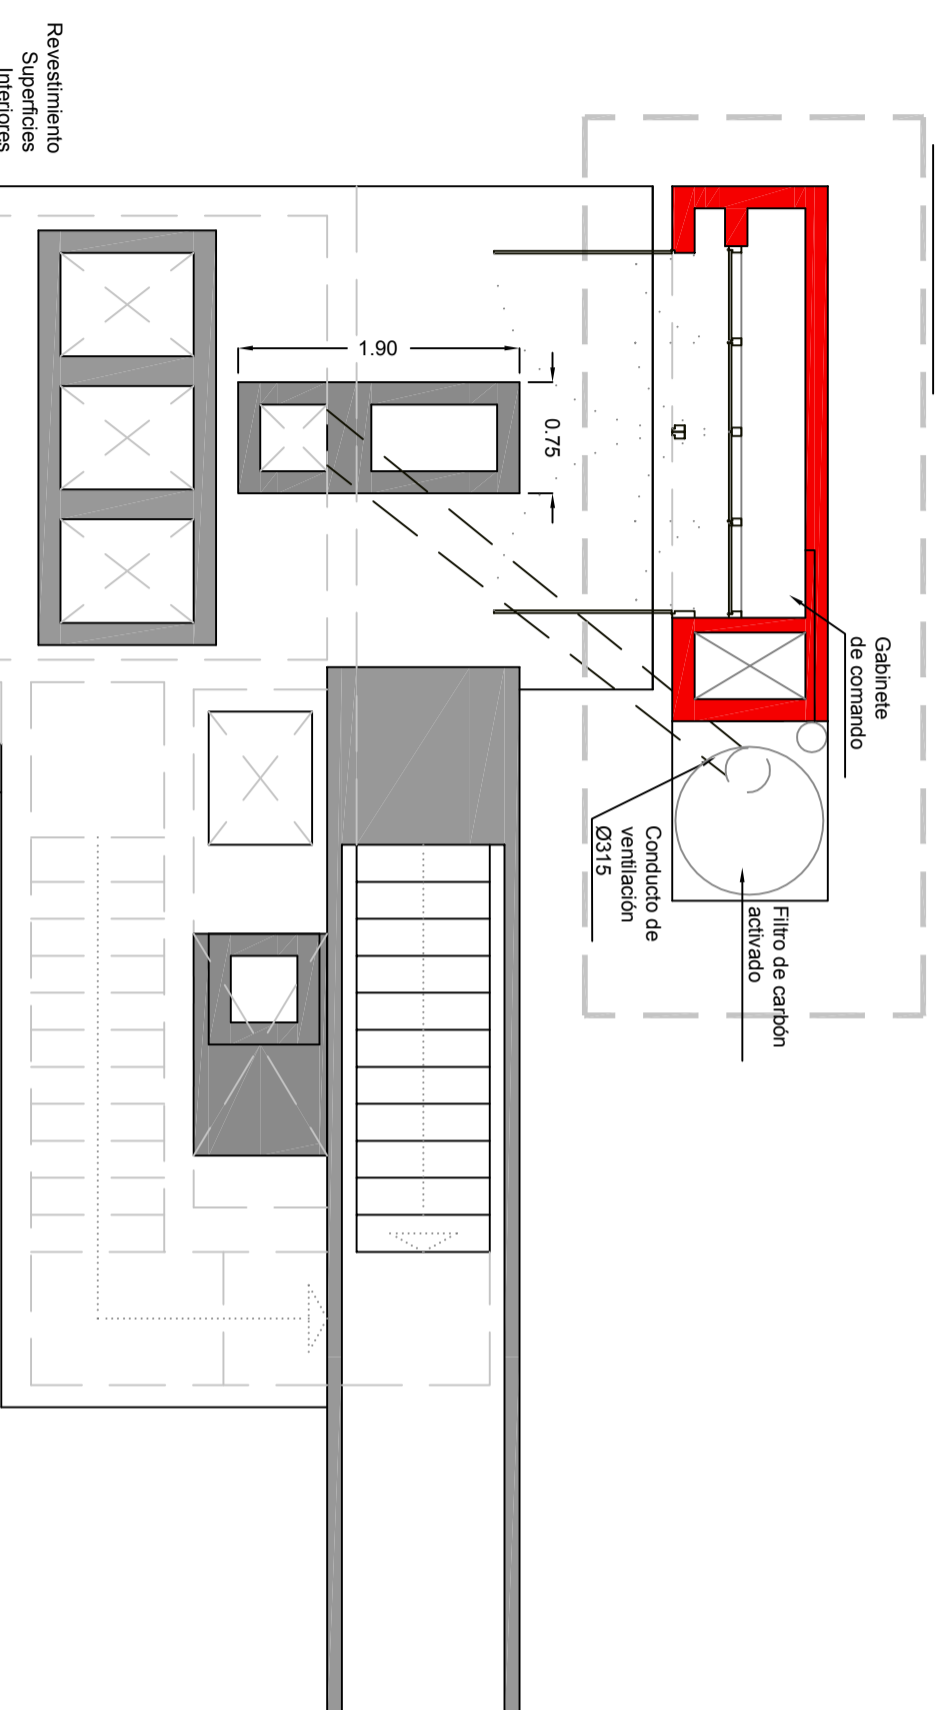 Revestimiento
Superficies
Interiores
1.90
0.75
Gabinete
de comando
Conducto de
ventilación
Ø315
Filtro de carbón
activado